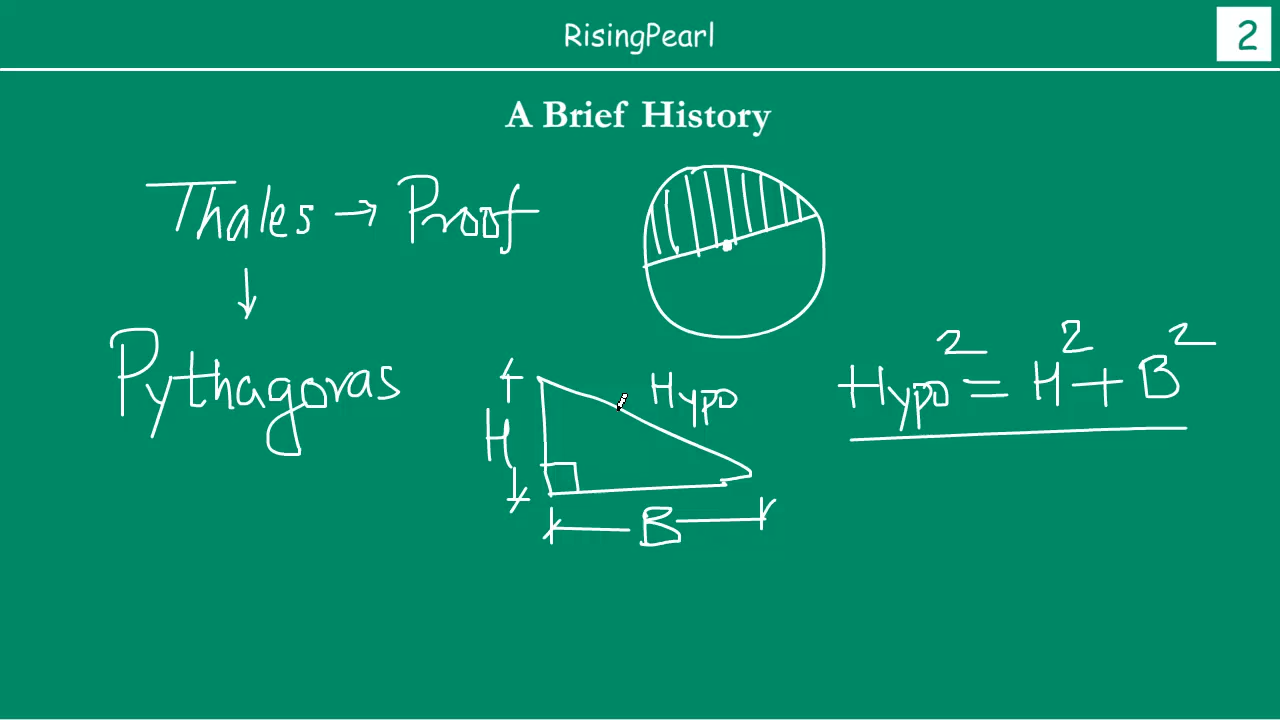 RisingPearl
2
A Brief History
Thales → Proof
↓
Pythagoras
Hypo
H
B
Hypo² = H² + B²